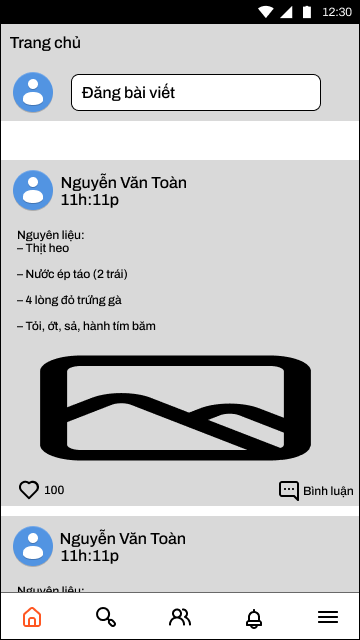 12:30
Trang chủ
Đăng bài viết
Nguyễn Văn Toàn
11h:11p
Nguyên liệu:
– Thịt heo
– Nước ép táo (2 trái)
– 4 lòng đỏ trứng gà
– Tỏi, ớt, sả, hành tím băm
100
Bình luận
Nguyễn Văn Toàn
11h:11p
Nguyên liệu: